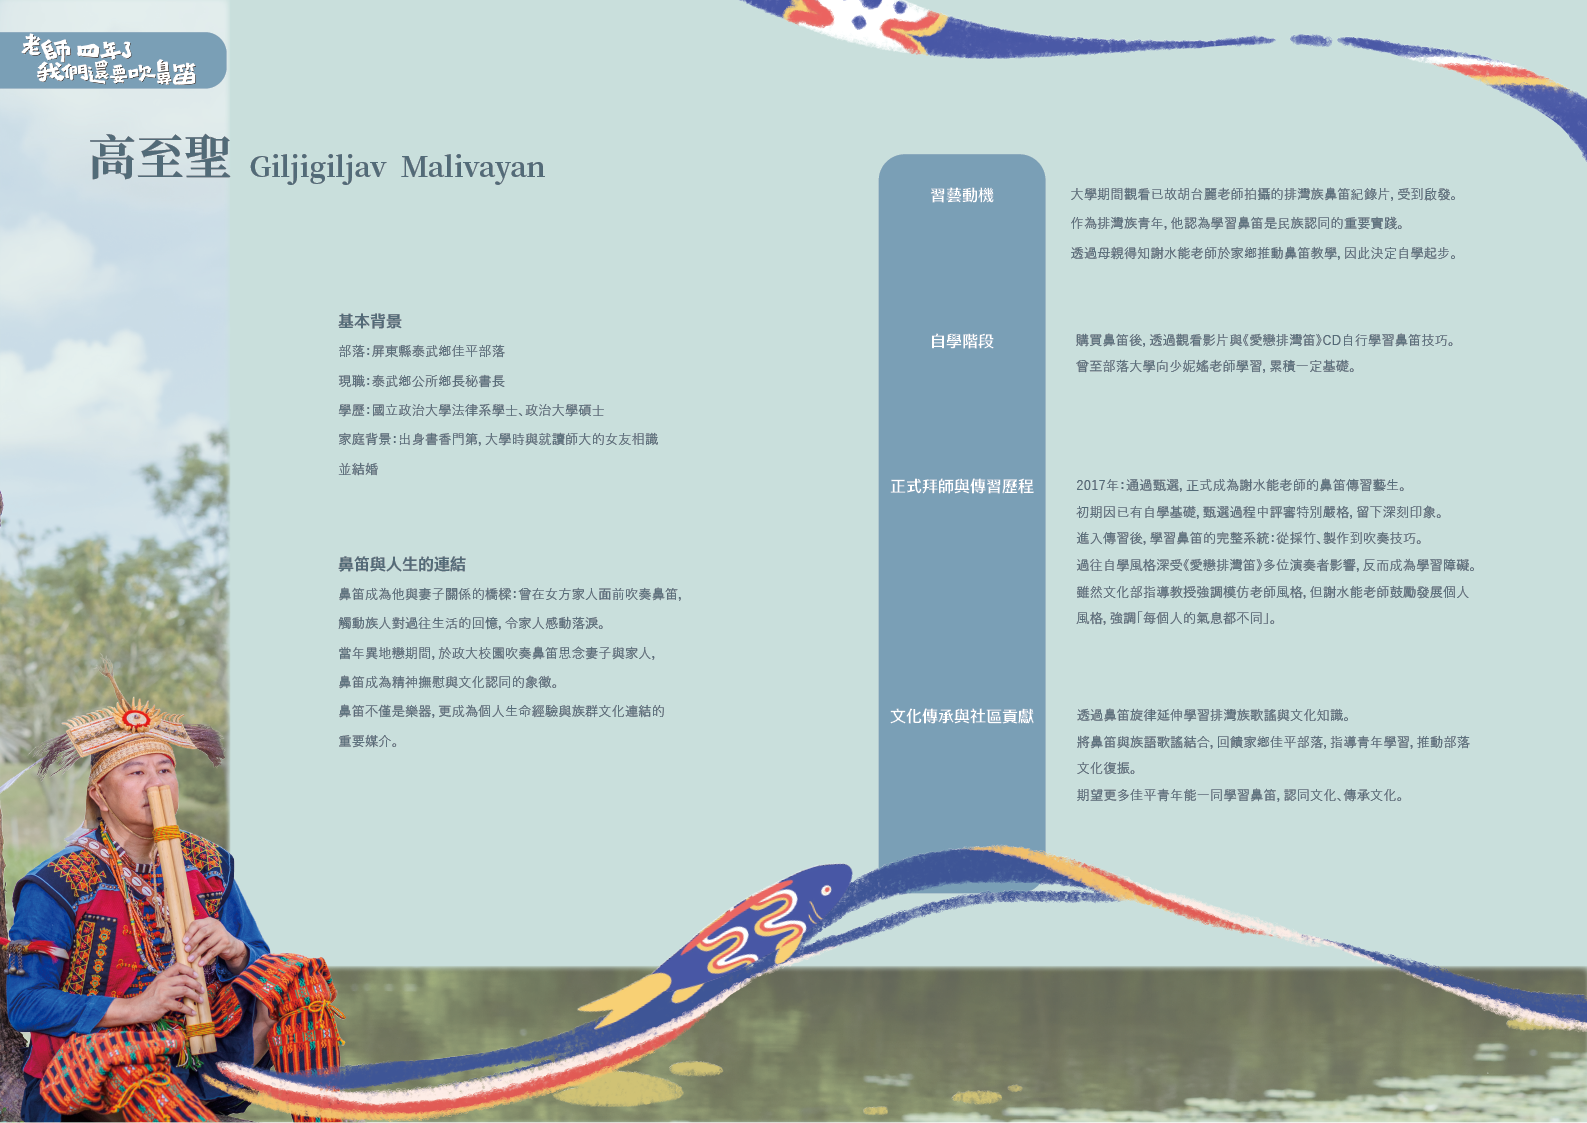 老師 四年了
我們還要吹鼻笛
高至聖 Giljigiljav Malivayan
基本背景
部落：屏東縣泰武鄉佳平部落
現職：泰武鄉公所鄉長秘書長
學歷：國立政治大學法律系學士、政治大學碩士
家庭背景：出身書香門第，大學時與就讀師大的女友相識
並結婚
鼻笛與人生的連結
鼻笛成為他與妻子關係的橋樑：曾在女方家人面前吹奏鼻笛，
觸動族人對過往生活的回憶，令家人感動落淚。
當年異地戀期間，於政大校園吹奏鼻笛思念妻子與家人，
鼻笛成為精神撫慰與文化認同的象徵。
鼻笛不僅是樂器，更成為個人生命經驗與族群文化連結的
重要媒介。
習藝動機
大學期間觀看已故胡台麗老師拍攝的排灣族鼻笛紀錄片，受到啟發。
作為排灣族青年，他認為學習鼻笛是民族認同的重要實踐。
透過母親得知謝水能老師於家鄉推動鼻笛教學，因此決定自學起步。
自學階段
購買鼻笛後，透過觀看影片與《愛戀排灣笛》CD自行學習鼻笛技巧。
曾至部落大學向少妮媱老師學習，累積一定基礎。
正式拜師與傳習歷程
2017年：通過甄選，正式成為謝水能老師的鼻笛傳習藝生。
初期因已有自學基礎，甄選過程中評審特別嚴格，留下深刻印象。
進入傳習後，學習鼻笛的完整系統：從採竹、製作到吹奏技巧。
過往自學風格深受《愛戀排灣笛》多位演奏者影響，反而成為學習障礙。
雖然文化部指導教授強調模仿老師風格，但謝水能老師鼓勵發展個人
風格，強調「每個人的氣息都不同」。
文化傳承與社區貢獻
透過鼻笛旋律延伸學習排灣族歌謠與文化知識。
將鼻笛與族語歌謠結合，回饋家鄉佳平部落，指導青年學習，推動部落
文化復振。
期望更多佳平青年能一同學習鼻笛，認同文化、傳承文化。